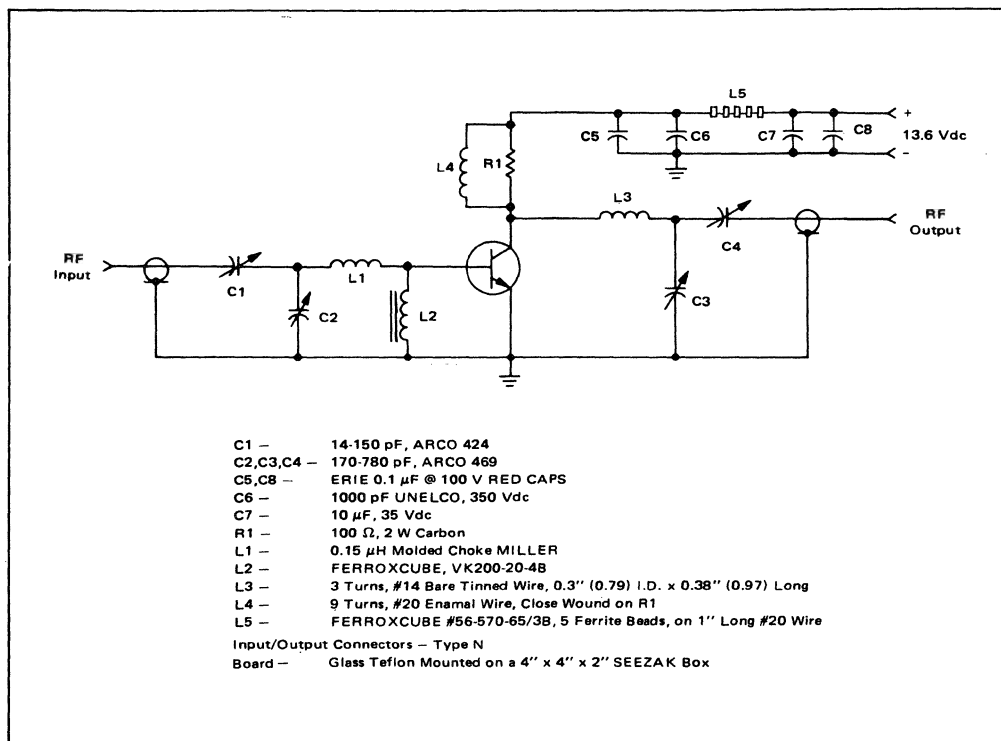 L5
+
C5
C6
C7
C8
13.6 Vdc
−
L4
R1
L3
RF
Output
C4
RF
Input
C1
L1
C3
C2
L2
C1 — 14-150 pF, ARCO 424
C2,C3,C4 — 170-780 pF, ARCO 469
C5,C8 — ERIE 0.1 μF @ 100 V RED CAPS
C6 — 1000 pF UNELCO, 350 Vdc
C7 — 10 μF, 35 Vdc
R1 — 100 Ω, 2 W Carbon
L1 — 0.15 μH Molded Choke MILLER
L2 — FERROXCUBE, VK200-20-4B
L3 — 3 Turns, #14 Bare Tinned Wire, 0.3" (0.79) I.D. x 0.38" (0.97) Long
L4 — 9 Turns, #20 Enamal Wire, Close Wound on R1
L5 — FERROXCUBE #56-570-65/3B, 5 Ferrite Beads, on 1" Long #20 Wire
Input/Output Connectors — Type N
Board — Glass Teflon Mounted on a 4" x 4" x 2" SEEZAK Box